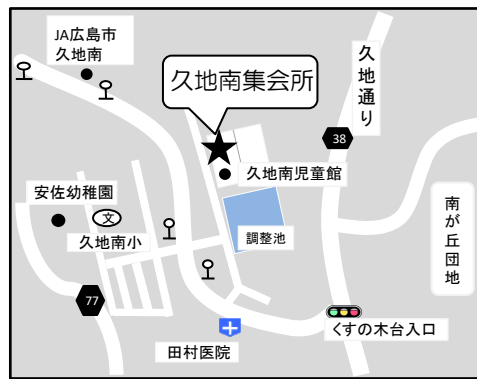 JA広島市
久地南
久地南集会所
久地通り
38
久地南児童館
安佐幼稚園
文
久地南小
調整池
南が丘団地
77
くすの木台入口
田村医院